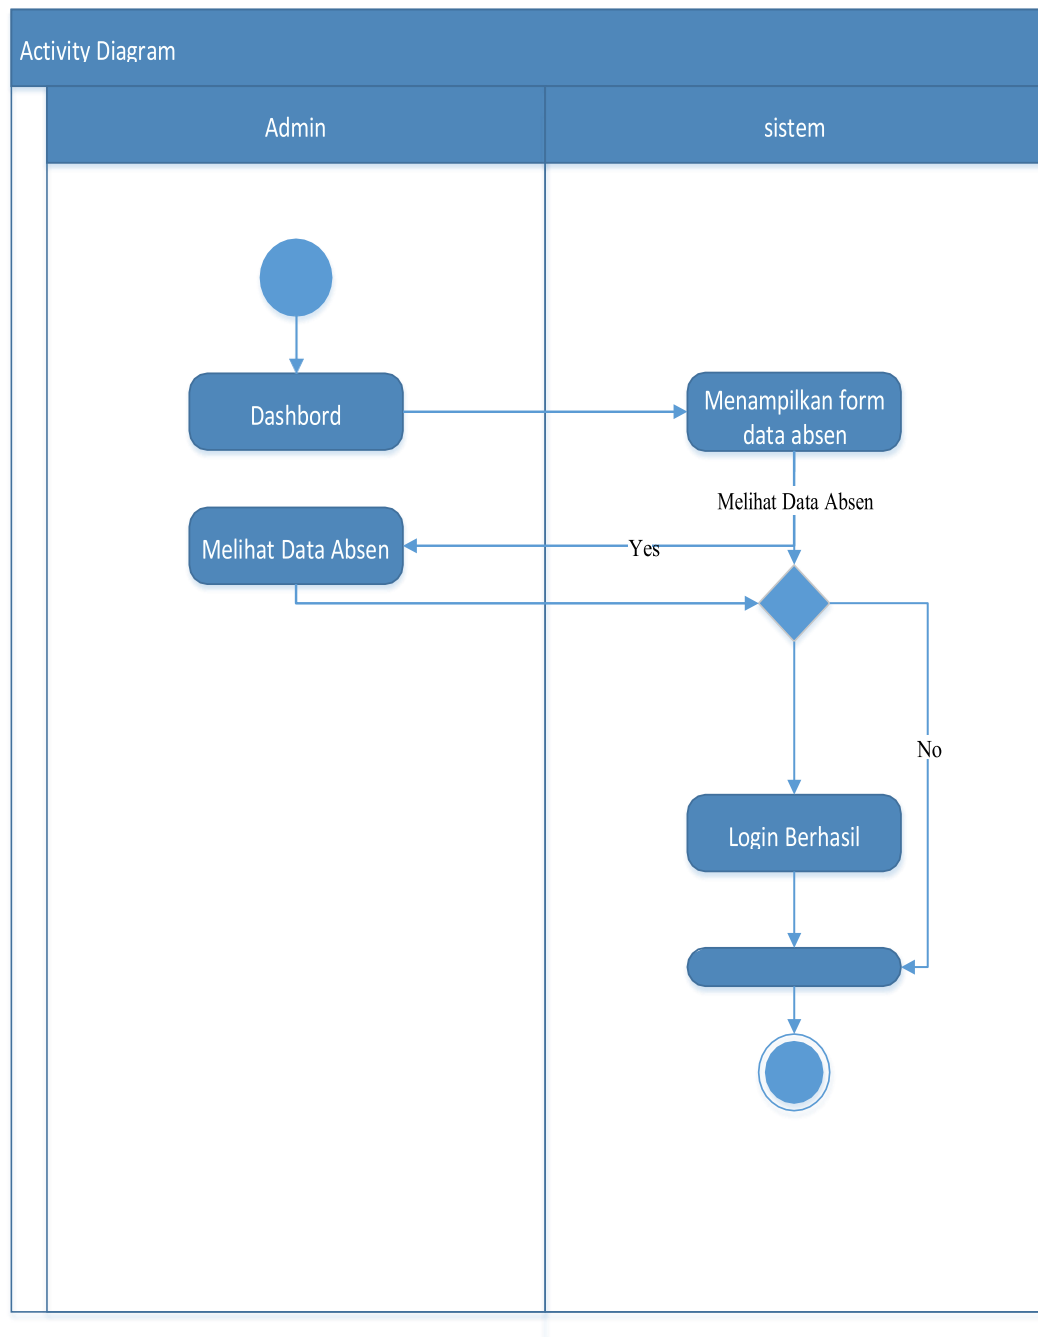 Activity Diagram
Admin
sistem
Dashbord
Menampilkan form
data absen
Melihat Data Absen
Melihat Data Absen
Yes
No
Login Berhasil